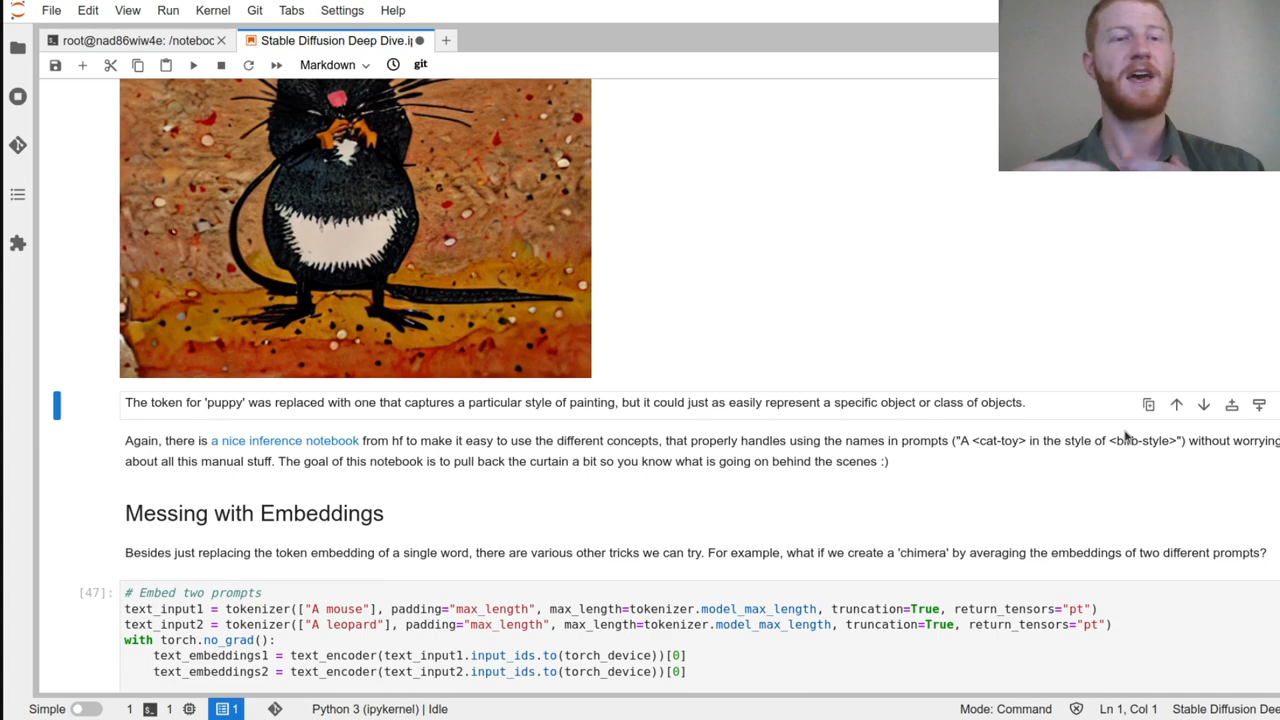 File Edit View Run Kernel Git Tabs Settings Help
root@nad86wiw4e: /noteboc Stable Diffusion Deep Dive.ip
Markdown git
The token for 'puppy' was replaced with one that captures a particular style of painting, but it could just as easily represent a specific object or class of objects.
Again, there is a nice inference notebook from hf to make it easy to use the different concepts, that properly handles using the names in prompts ("A <cat-toy> in the style of <birb-style>") without worrying
about all this manual stuff. The goal of this notebook is to pull back the curtain a bit so you know what is going on behind the scenes :)
Messing with Embeddings
Besides just replacing the token embedding of a single word, there are various other tricks we can try. For example, what if we create a 'chimera' by averaging the embeddings of two different prompts?
[47]: # Embed two prompts
text_input1 = tokenizer(["A mouse"], padding="max_length", max_length=tokenizer.model_max_length, truncation=True, return_tensors="pt")
text_input2 = tokenizer(["A leopard"], padding="max_length", max_length=tokenizer.model_max_length, truncation=True, return_tensors="pt")
with torch.no_grad():
    text_embeddings1 = text_encoder(text_input1.input_ids.to(torch_device))[0]
    text_embeddings2 = text_encoder(text_input2.input_ids.to(torch_device))[0]
Simple 1 1 1 Python 3 (ipykernel) | Idle Mode: Command Ln 1, Col 1 Stable Diffusion Dee